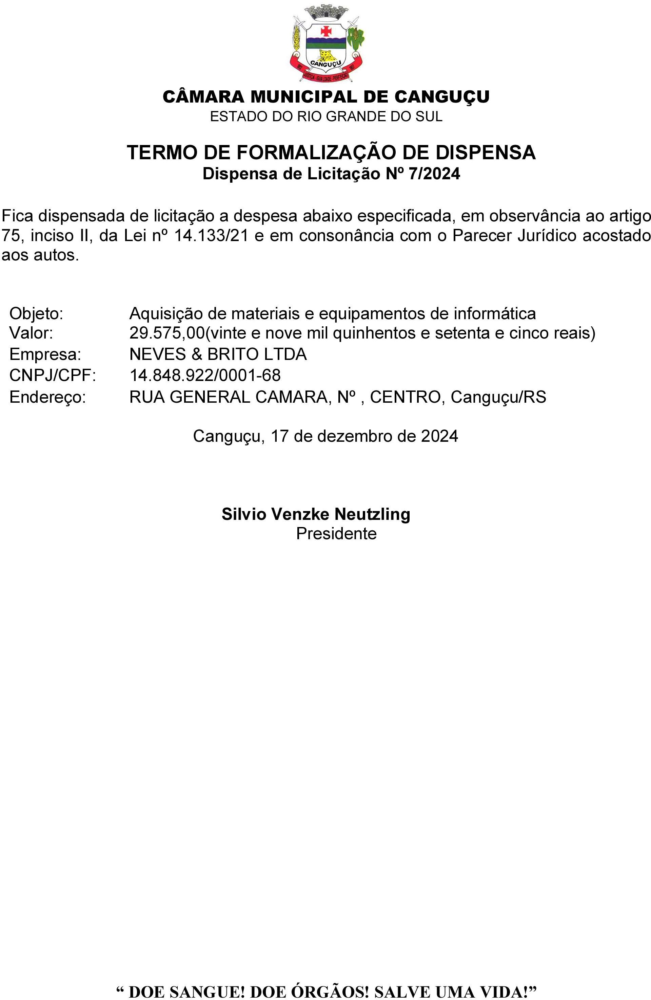 CANGUÇU
1812
JUSTIÇA - IGUALDADE - PERFEIÇÃO
1857
CÂMARA MUNICIPAL DE CANGUÇU
ESTADO DO RIO GRANDE DO SUL
TERMO DE FORMALIZAÇÃO DE DISPENSA
Dispensa de Licitação Nº 7/2024
Fica dispensada de licitação a despesa abaixo especificada, em observância ao artigo
75, inciso II, da Lei nº 14.133/21 e em consonância com o Parecer Jurídico acostado
aos autos.
Objeto: Aquisição de materiais e equipamentos de informática
Valor: 29.575,00(vinte e nove mil quinhentos e setenta e cinco reais)
Empresa: NEVES & BRITO LTDA
CNPJ/CPF: 14.848.922/0001-68
Endereço: RUA GENERAL CAMARA, Nº , CENTRO, Canguçu/RS
Canguçu, 17 de dezembro de 2024
Silvio Venzke Neutzling
Presidente
“ DOE SANGUE! DOE ÓRGÃOS! SALVE UMA VIDA!”